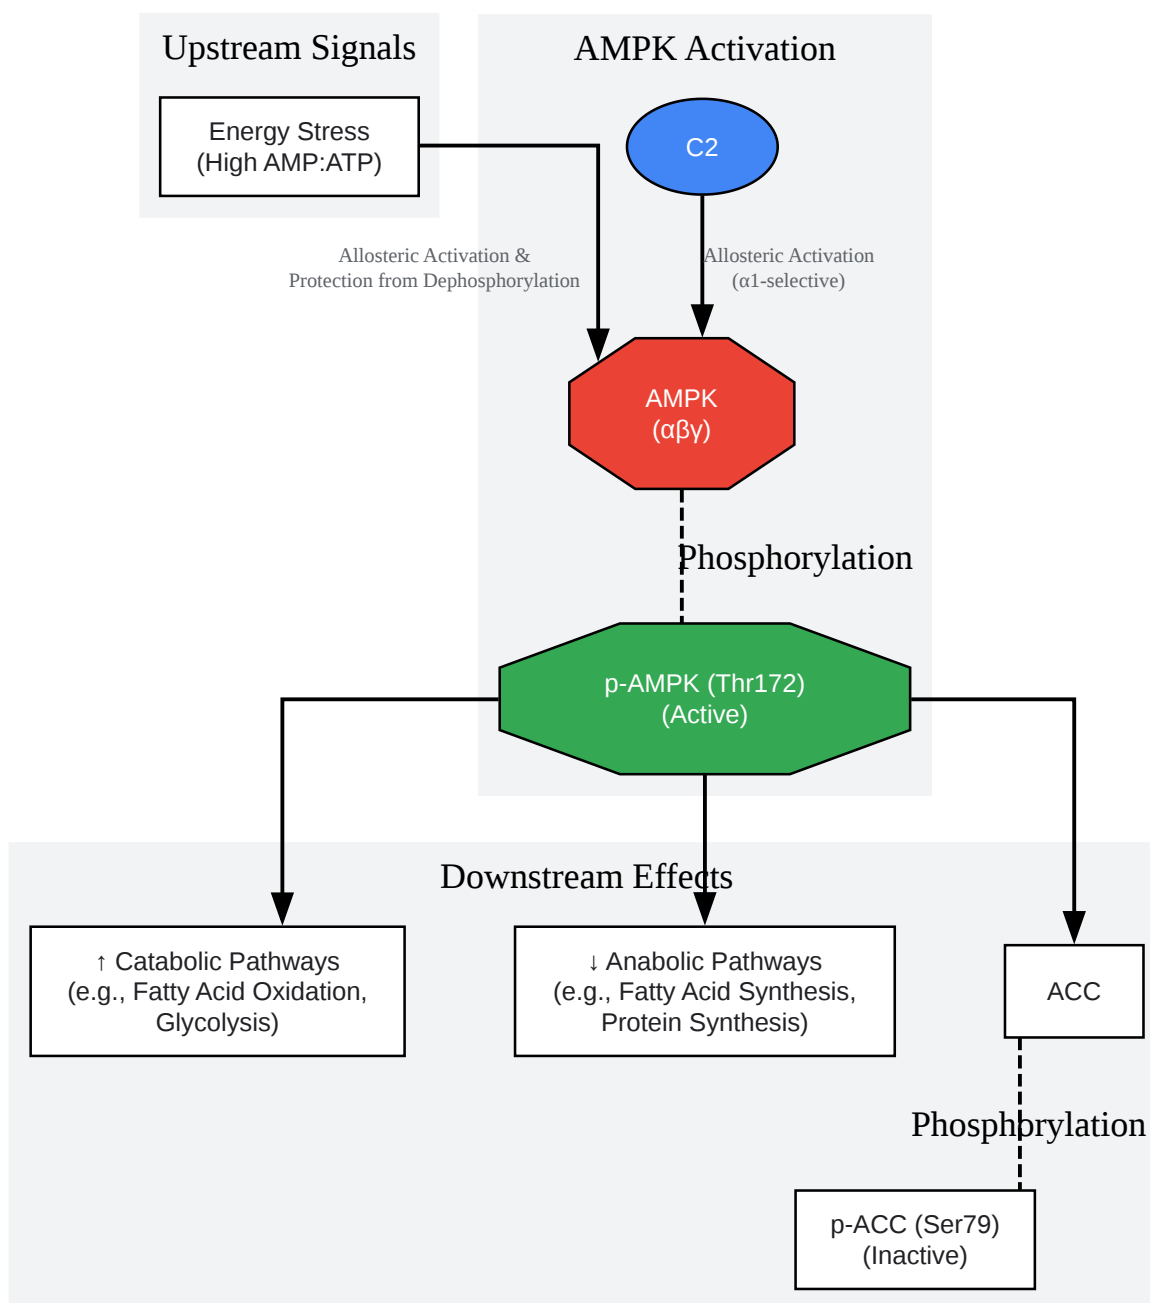 Upstream Signals
AMPK Activation
Energy Stress
(High AMP:ATP)
C2
Allosteric Activation &
Protection from Dephosphorylation
Allosteric Activation
(α1-selective)
AMPK
(αβγ)
Phosphorylation
p-AMPK (Thr172)
(Active)
Downstream Effects
↑ Catabolic Pathways
(e.g., Fatty Acid Oxidation,
Glycolysis)
↓ Anabolic Pathways
(e.g., Fatty Acid Synthesis,
Protein Synthesis)
ACC
Phosphorylation
p-ACC (Ser79)
(Inactive)